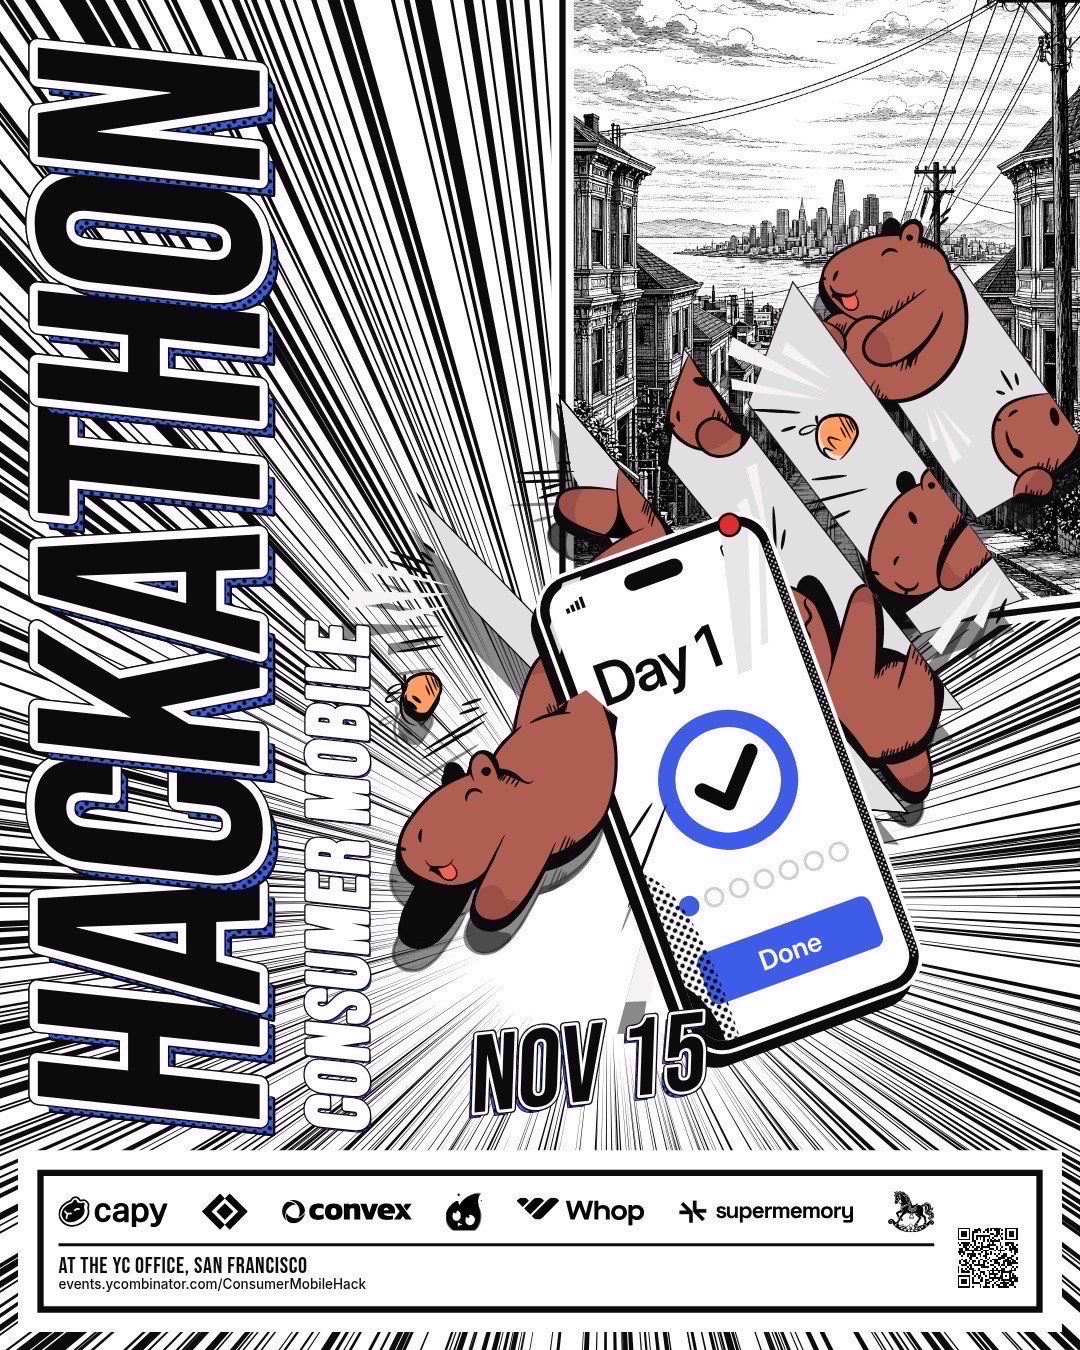 HACKATHON
CONSUMER MOBILE
Day 1
Done
NOV 15
capy
convex
Whop
supermemory
AT THE YC OFFICE, SAN FRANCISCO
events.ycombinator.com/ConsumerMobileHack